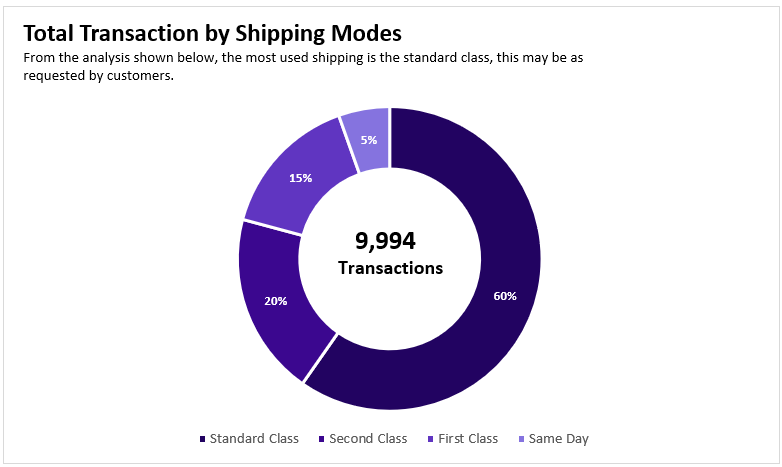 Total Transaction by Shipping Modes
From the analysis shown below, the most used shipping is the standard class, this may be as
requested by customers.
5%
15%
9,994
Transactions
60%
20%
Standard Class Second Class First Class Same Day